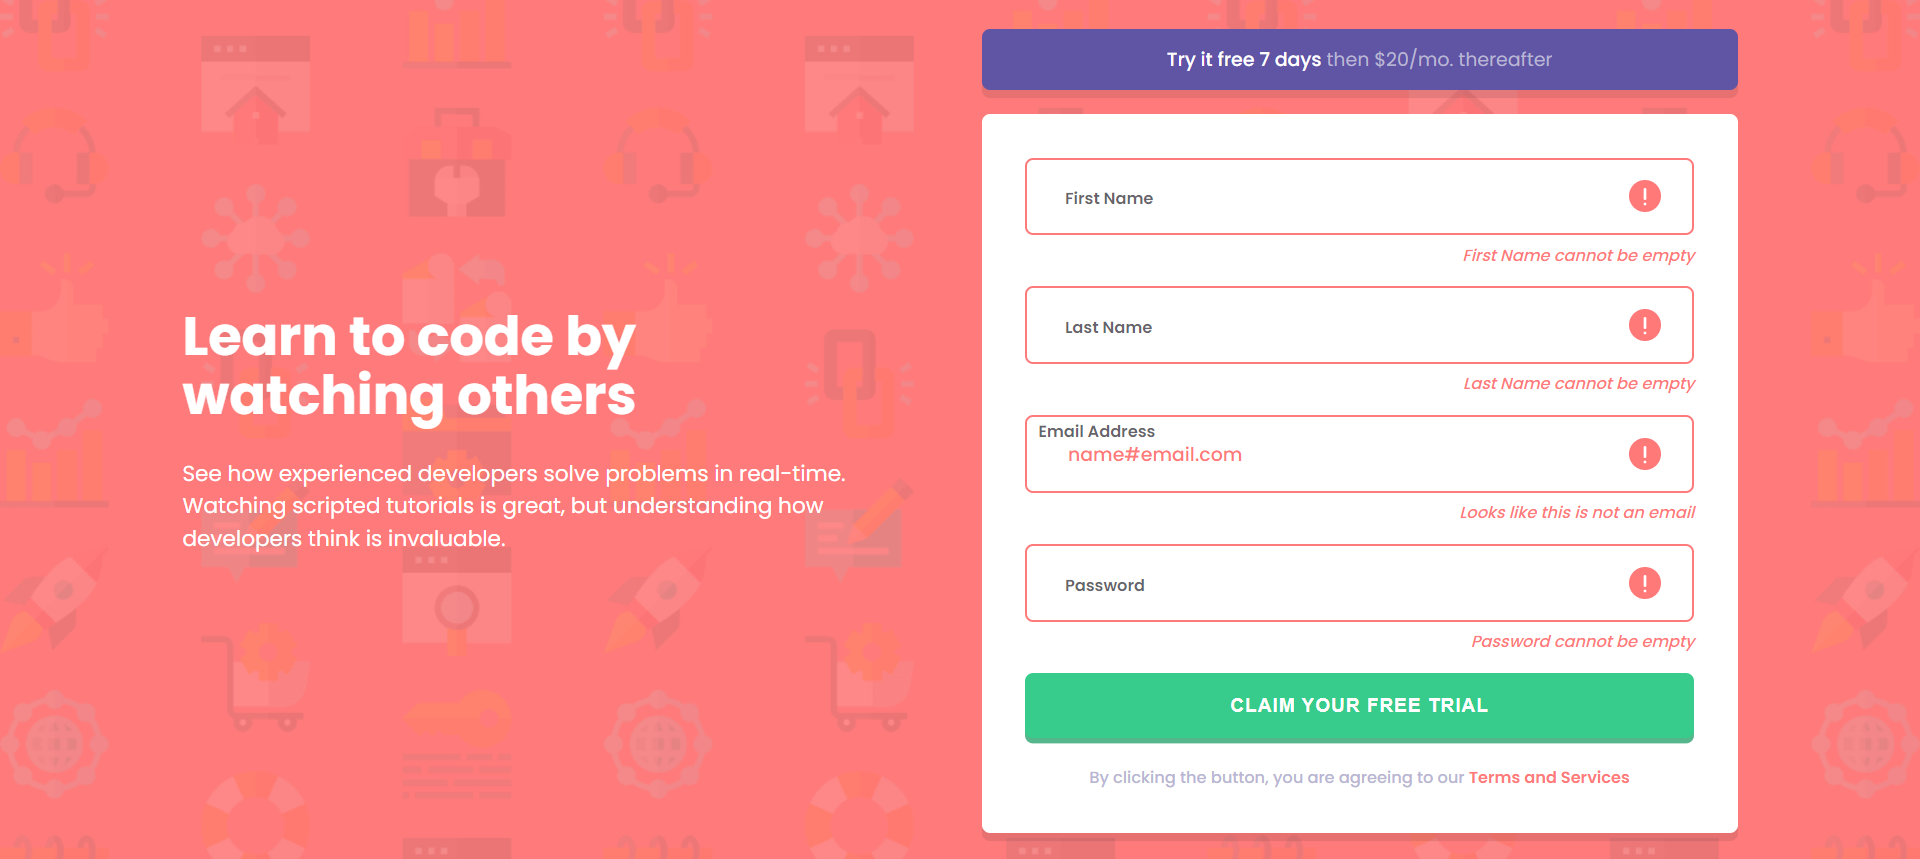 Learn to code by
watching others
See how experienced developers solve problems in real-time.
Watching scripted tutorials is great, but understanding how
developers think is invaluable.
Try it free 7 days then $20/mo. thereafter
First Name
First Name cannot be empty
Last Name
Last Name cannot be empty
Email Address
name#email.com
Looks like this is not an email
Password
Password cannot be empty
CLAIM YOUR FREE TRIAL
By clicking the button, you are agreeing to our Terms and Services